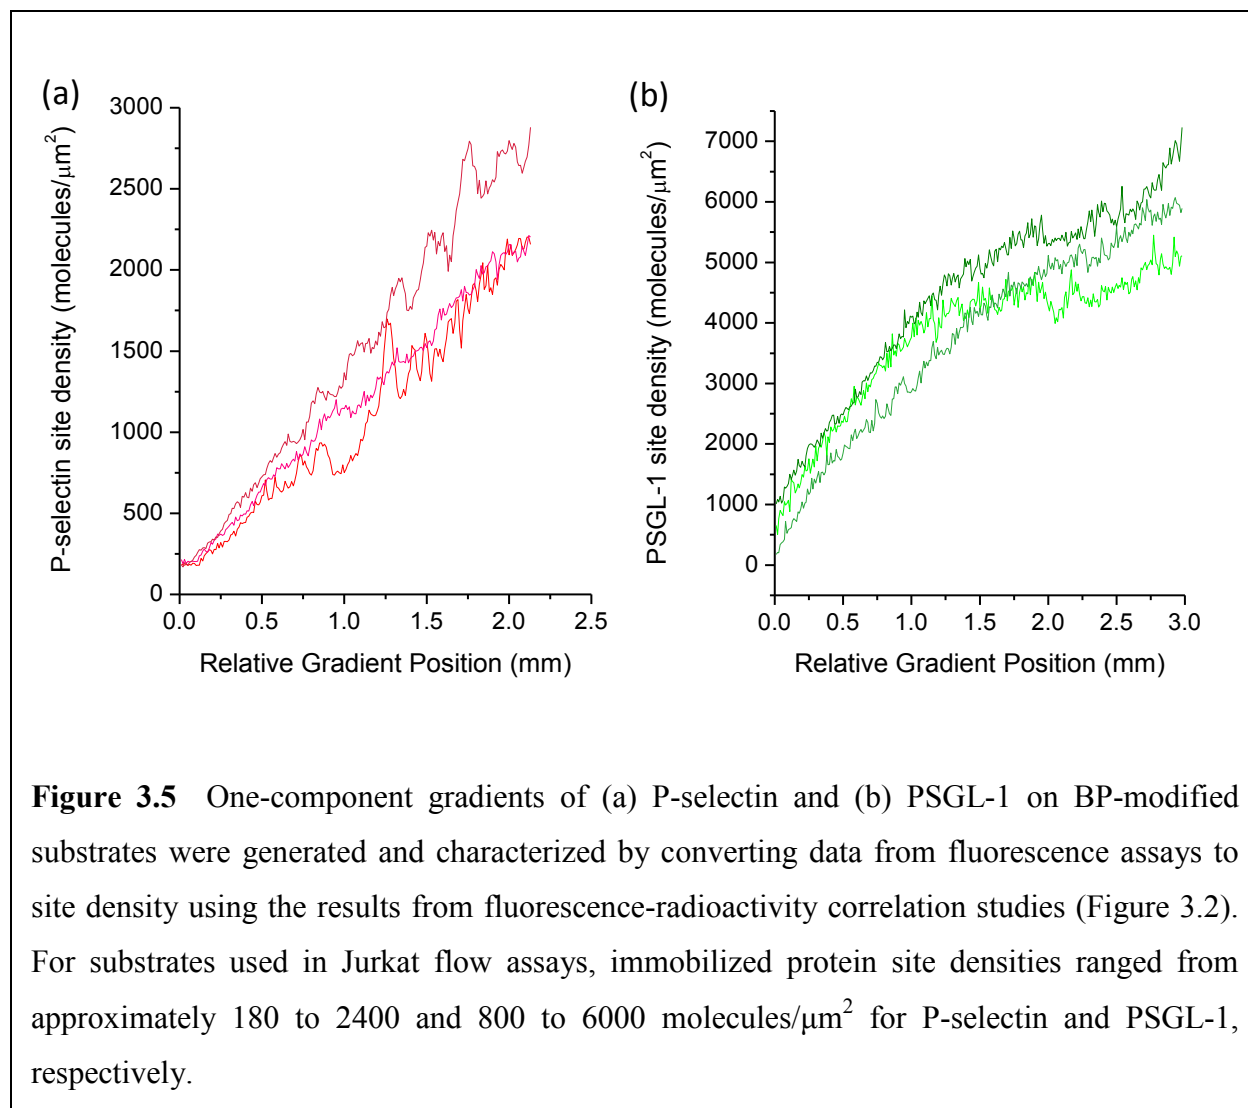 (a)
(b)
3000
2500
2000
1500
1000
500
0
P-selectin site density (molecules/μm²)
0.0 0.5 1.0 1.5 2.0 2.5
Relative Gradient Position (mm)
7000
6000
5000
4000
3000
2000
1000
0
PSGL-1 site density (molecules/μm²)
0.0 0.5 1.0 1.5 2.0 2.5 3.0
Relative Gradient Position (mm)
Figure 3.5 One-component gradients of (a) P-selectin and (b) PSGL-1 on BP-modified
substrates were generated and characterized by converting data from fluorescence assays to
site density using the results from fluorescence-radioactivity correlation studies (Figure 3.2).
For substrates used in Jurkat flow assays, immobilized protein site densities ranged from
approximately 180 to 2400 and 800 to 6000 molecules/μm² for P-selectin and PSGL-1,
respectively.